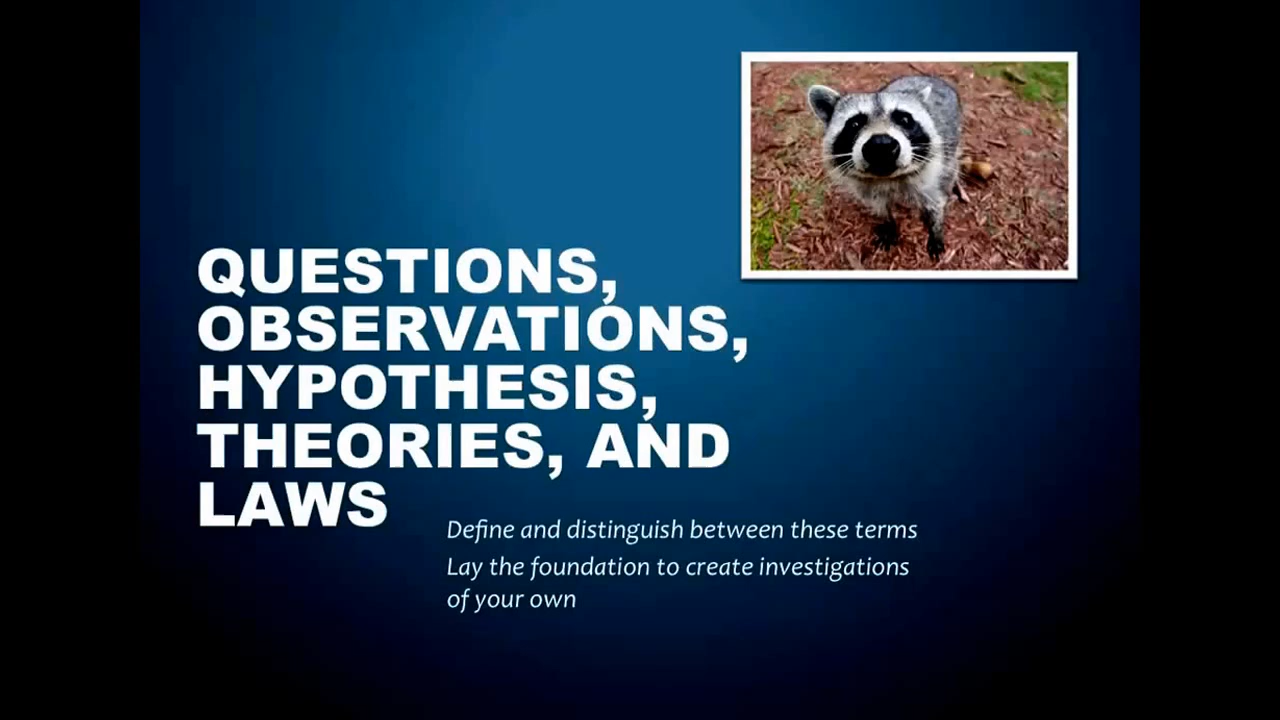 QUESTIONS,
OBSERVATIONS,
HYPOTHESIS,
THEORIES, AND
LAWS
Define and distinguish between these terms
Lay the foundation to create investigations
of your own